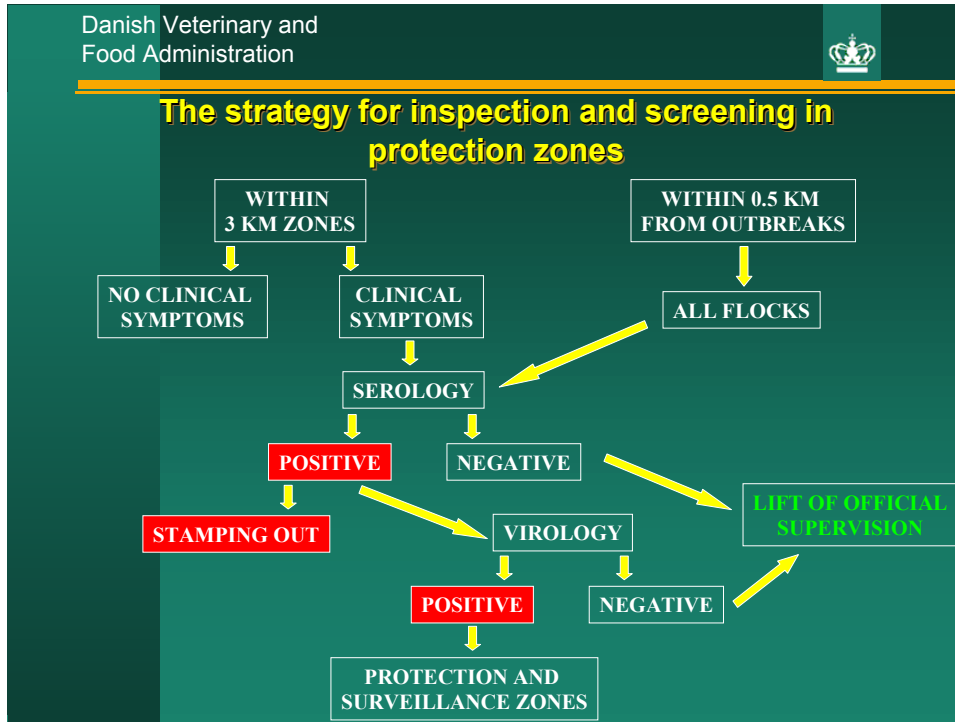 Danish Veterinary and
Food Administration
The strategy for inspection and screening in
protection zones
WITHIN
3 KM ZONES
WITHIN 0.5 KM
FROM OUTBREAKS
NO CLINICAL
SYMPTOMS
CLINICAL
SYMPTOMS
ALL FLOCKS
SEROLOGY
POSITIVE
NEGATIVE
LIFT OF OFFICIAL
SUPERVISION
STAMPING OUT
VIROLOGY
POSITIVE
NEGATIVE
PROTECTION AND
SURVEILLANCE ZONES